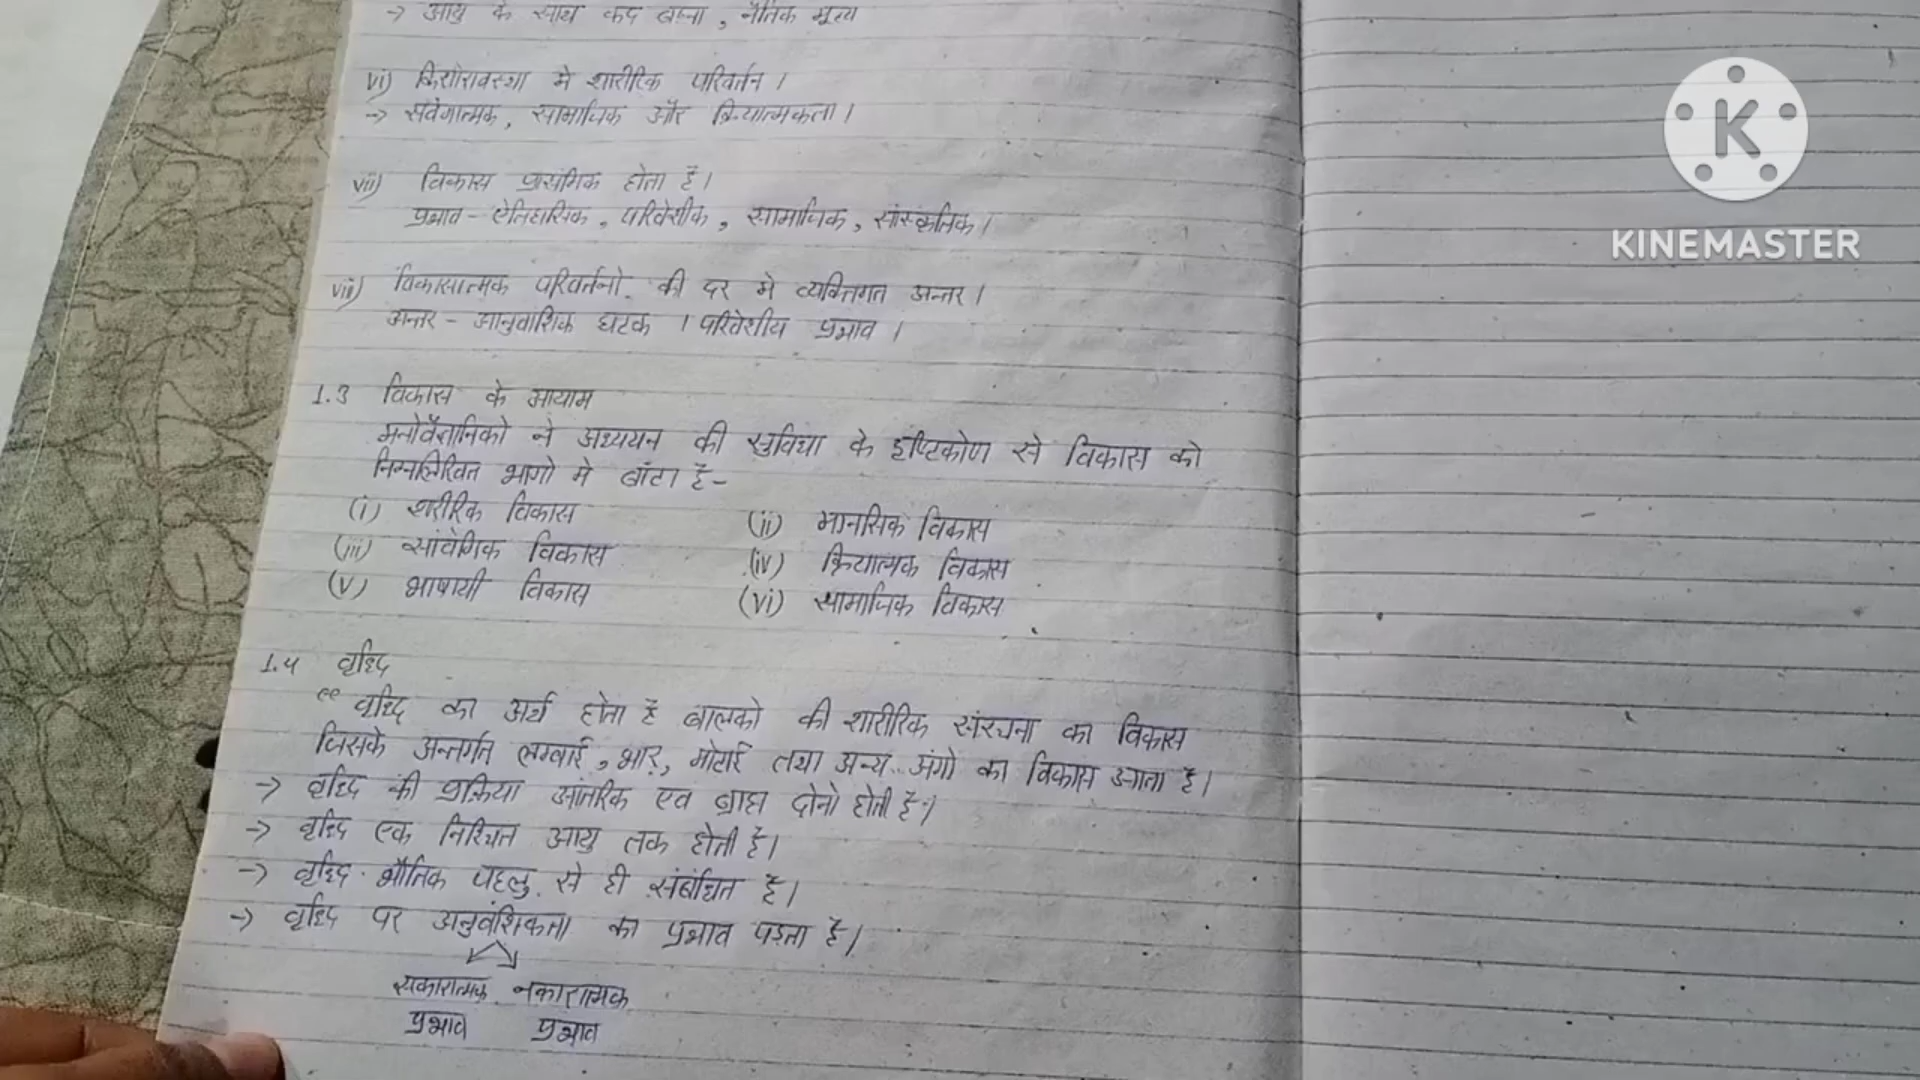 → आयु के साथ कद बढ़ना, नैतिक मूल्य
vi) किशोरावस्था मे शारीरिक परिवर्तन।
→ संवेगात्मक, सामाजिक और क्रियात्मकता।
vii) विकास प्रासंगिक होता है।
प्रभाव - ऐतिहासिक, परिवेशीक, सामाजिक, सांस्कृतिक।
viii) विकासात्मक परिवर्तनो की दर मे व्यक्तिगत अन्तर।
अन्तर - आनुवाशिक घटक। परिवेशीय प्रभाव।
1.3 विकास के आयाम
मनोवैज्ञानिको ने अध्ययन की सुविधा के दृष्टिकोण से विकास को
निम्नलिखित भागो मे बाँटा है-
(i) शरीरिक विकास (ii) मानसिक विकास
(iii) सांवेगिक विकास (iv) क्रियात्मक विकास
(v) भाषायी विकास (vi) सामाजिक विकास
1.4 वृद्धि
“ वृद्धि का अर्थ होता है बालको की शारीरिक संरचना का विकास
जिसके अन्तर्गत लम्बाई, भार, मोटाई तथा अन्य अंगो का विकास आता है।
→ वृद्धि की प्रक्रिया आंतरिक एव बाह्य दोनो होती है।
→ वृद्धि एक निश्चित आयु तक होती है।
→ वृद्धि भौतिक पहलु से ही संबंधित है।
→ वृद्धि पर अनुवंशिकता का प्रभाव पड़ता है।
सकारात्मक नकारात्मक
प्रभाव प्रभाव
K
KINEMASTER